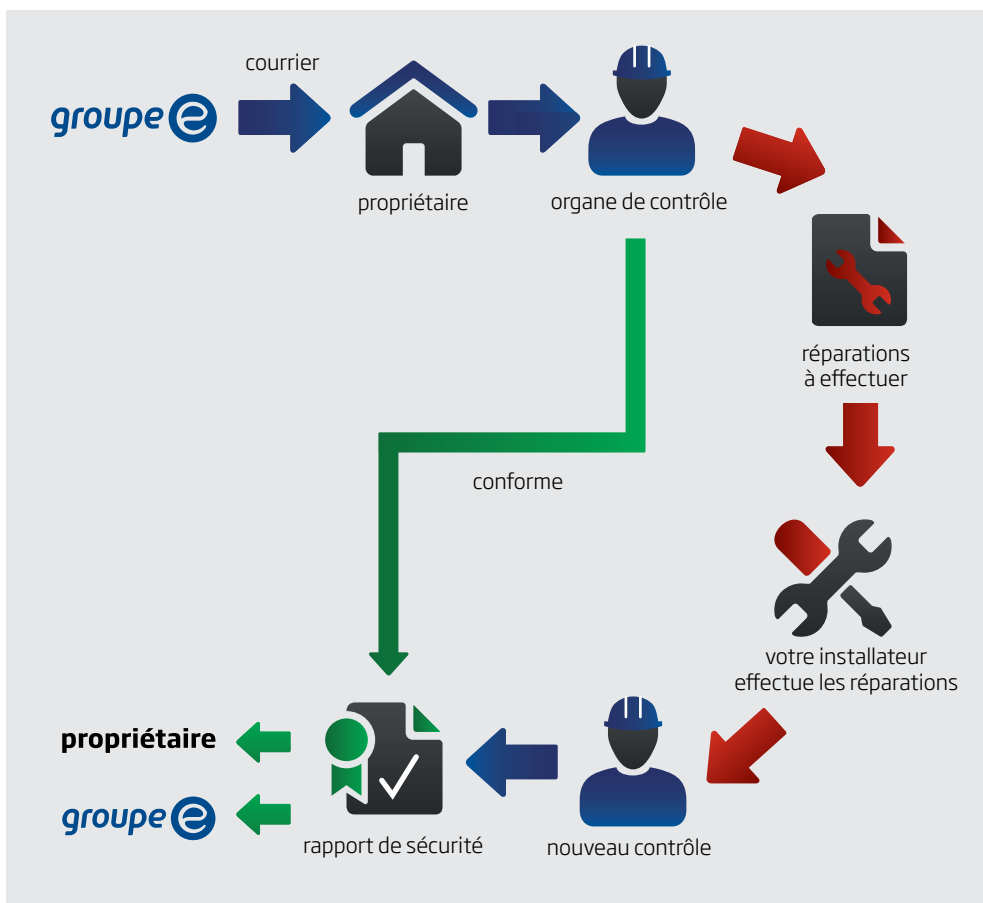 courrier
groupe e
propriétaire
organe de contrôle
réparations
à effectuer
conforme
votre installateur
effectue les réparations
propriétaire
groupe e
rapport de sécurité
nouveau contrôle